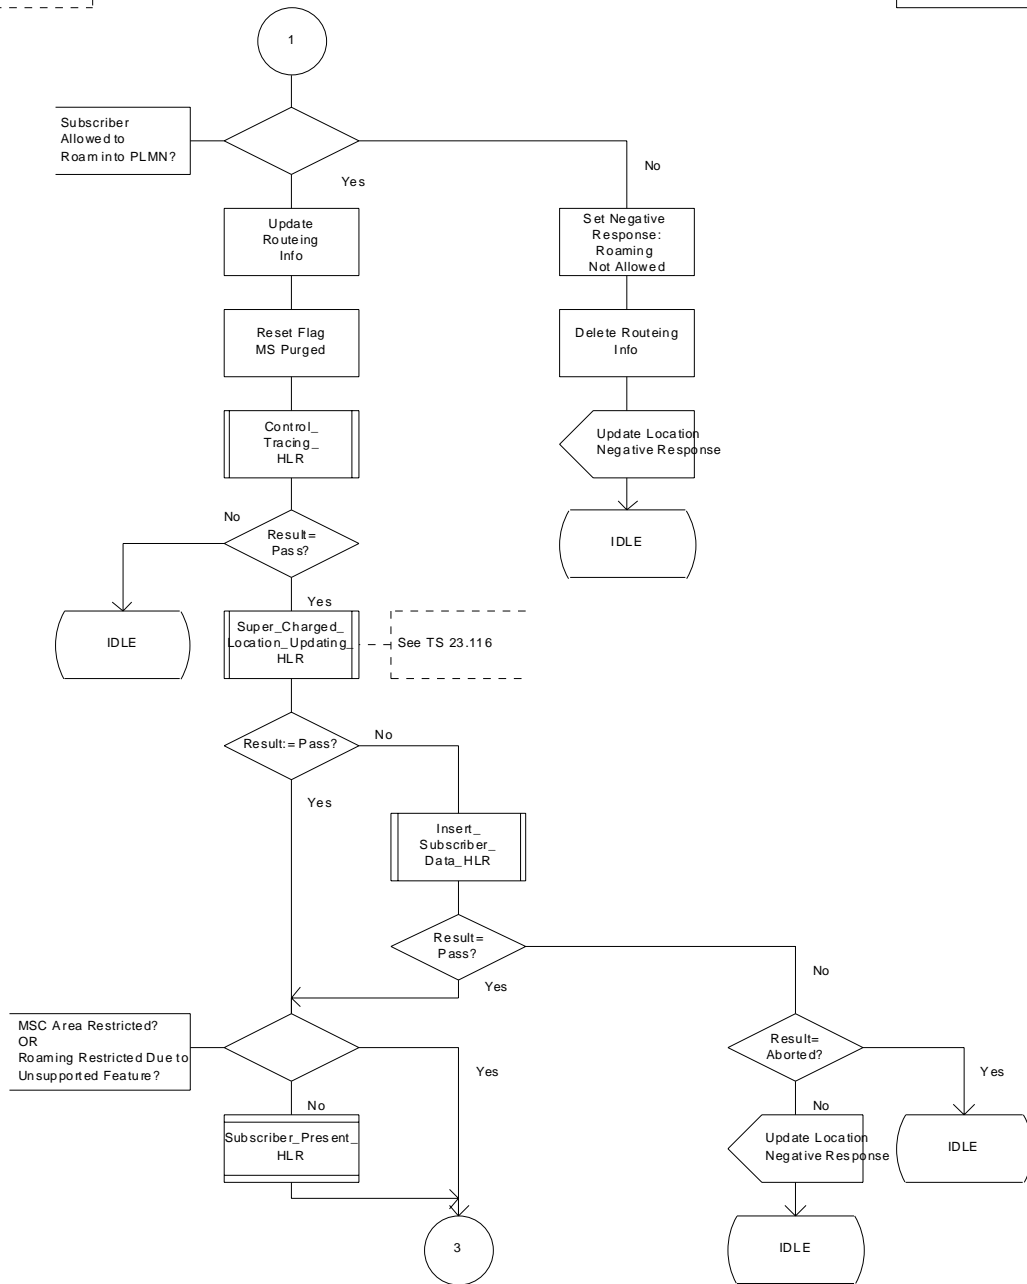 1
Subscriber
Allowed to
Roam into PLMN?
No
Yes
Update
Routeing
Info
Set Negative
Response:
Roaming
Not Allowed
Reset Flag
MS Purged
Delete Routeing
Info
Control_
Tracing_
HLR
Update Location
Negative Response
No
Result=
Pass?
IDLE
Yes
IDLE
Super_Charged_
Location_Updating_
HLR
See TS 23.116
Result:= Pass?
No
Yes
Insert_
Subscriber_
Data_HLR
Result=
Pass?
No
Yes
MSC Area Restricted?
OR
Roaming Restricted Due to
Unsupported Feature?
Yes
Result=
Aborted?
Yes
No
No
Subscriber_Present_
HLR
Update Location
Negative Response
IDLE
3
IDLE